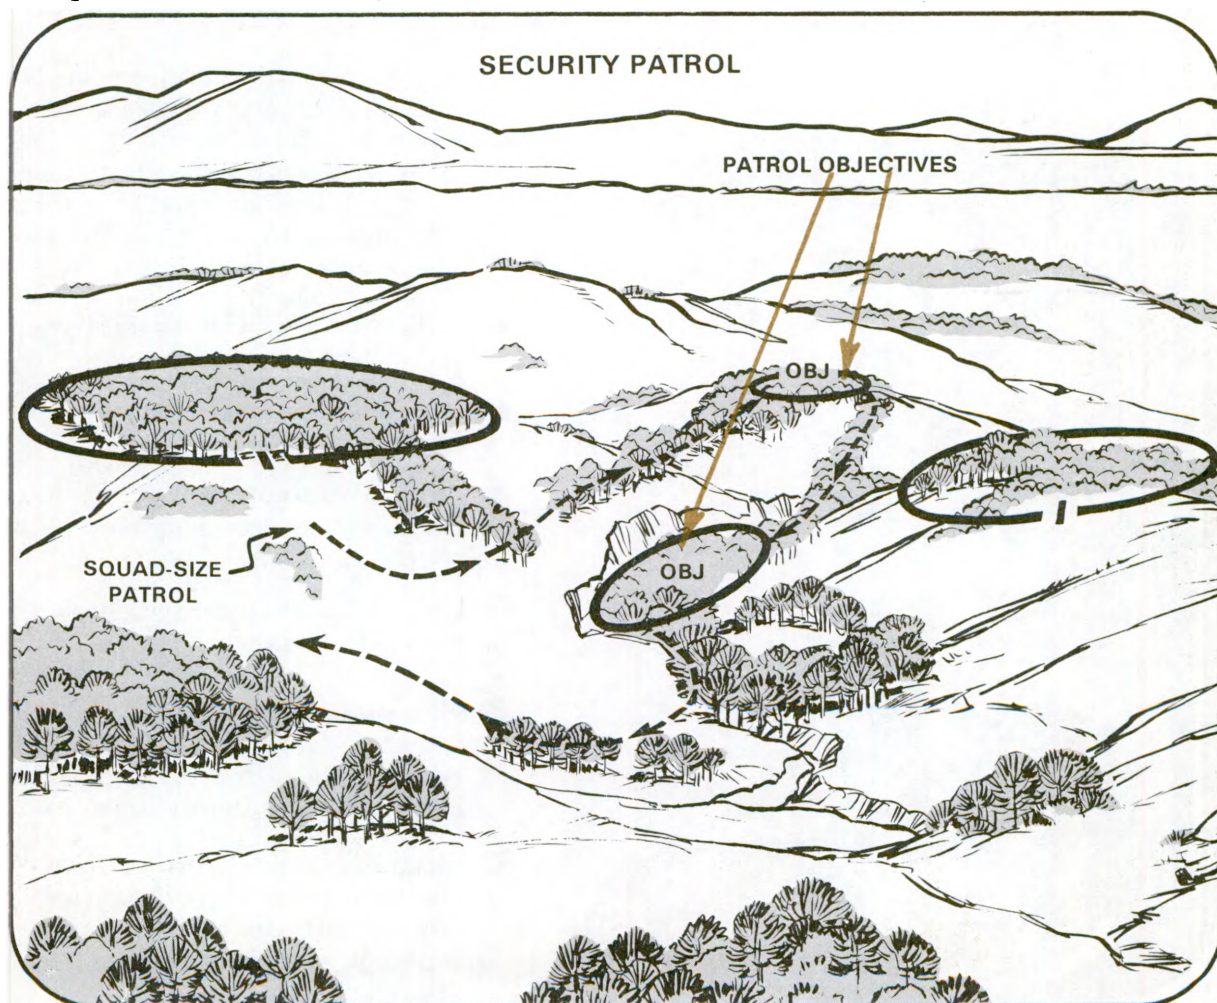 SECURITY PATROL
PATROL OBJECTIVES
OBJ
OBJ
SQUAD-SIZE
PATROL